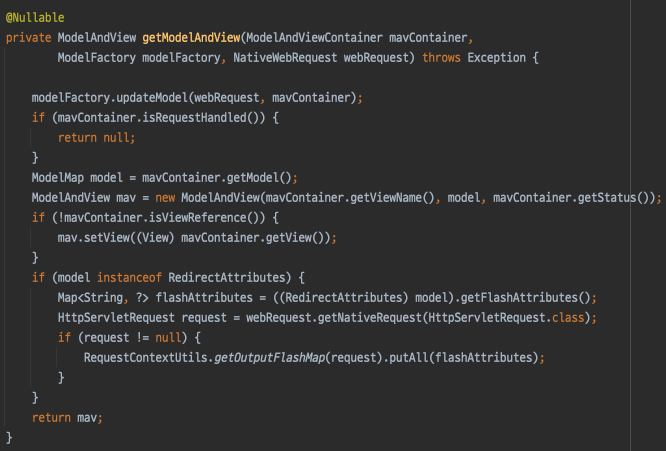 @Nullable
private ModelAndView getModelAndView(ModelAndViewContainer mavContainer,
        ModelFactory modelFactory, NativeWebRequest webRequest) throws Exception {

    modelFactory.updateModel(webRequest, mavContainer);
    if (mavContainer.isRequestHandled()) {
        return null;
    }
    ModelMap model = mavContainer.getModel();
    ModelAndView mav = new ModelAndView(mavContainer.getViewName(), model, mavContainer.getStatus());
    if (!mavContainer.isViewReference()) {
        mav.setView((View) mavContainer.getView());
    }
    if (model instanceof RedirectAttributes) {
        Map<String, ?> flashAttributes = ((RedirectAttributes) model).getFlashAttributes();
        HttpServletRequest request = webRequest.getNativeRequest(HttpServletRequest.class);
        if (request != null) {
            RequestContextUtils.getOutputFlashMap(request).putAll(flashAttributes);
        }
    }
    return mav;
}